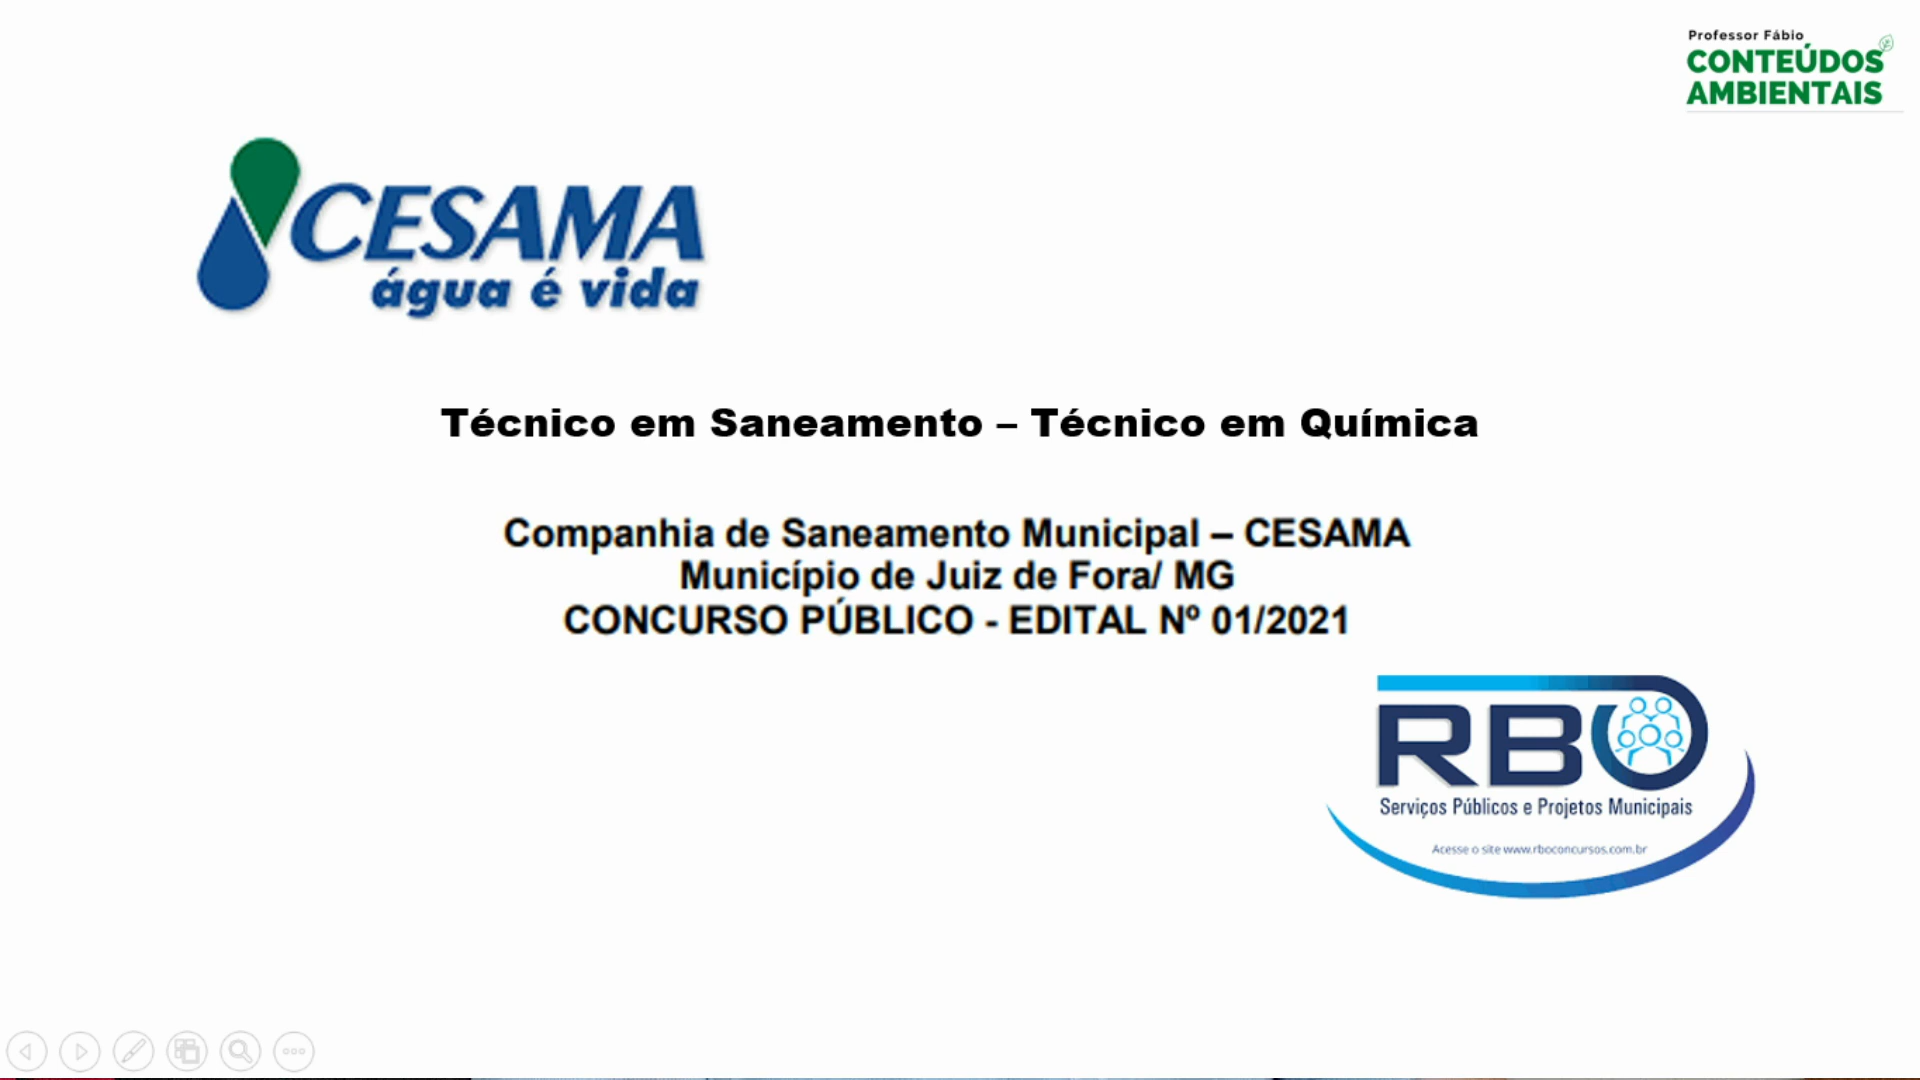 Professor Fábio
CONTEÚDOS
AMBIENTAIS
CESAMA
água é vida
Técnico em Saneamento – Técnico em Química
Companhia de Saneamento Municipal – CESAMA
Município de Juiz de Fora/ MG
CONCURSO PÚBLICO - EDITAL Nº 01/2021
RBO
Serviços Públicos e Projetos Municipais
Acesse o site www.rboconcursos.com.br